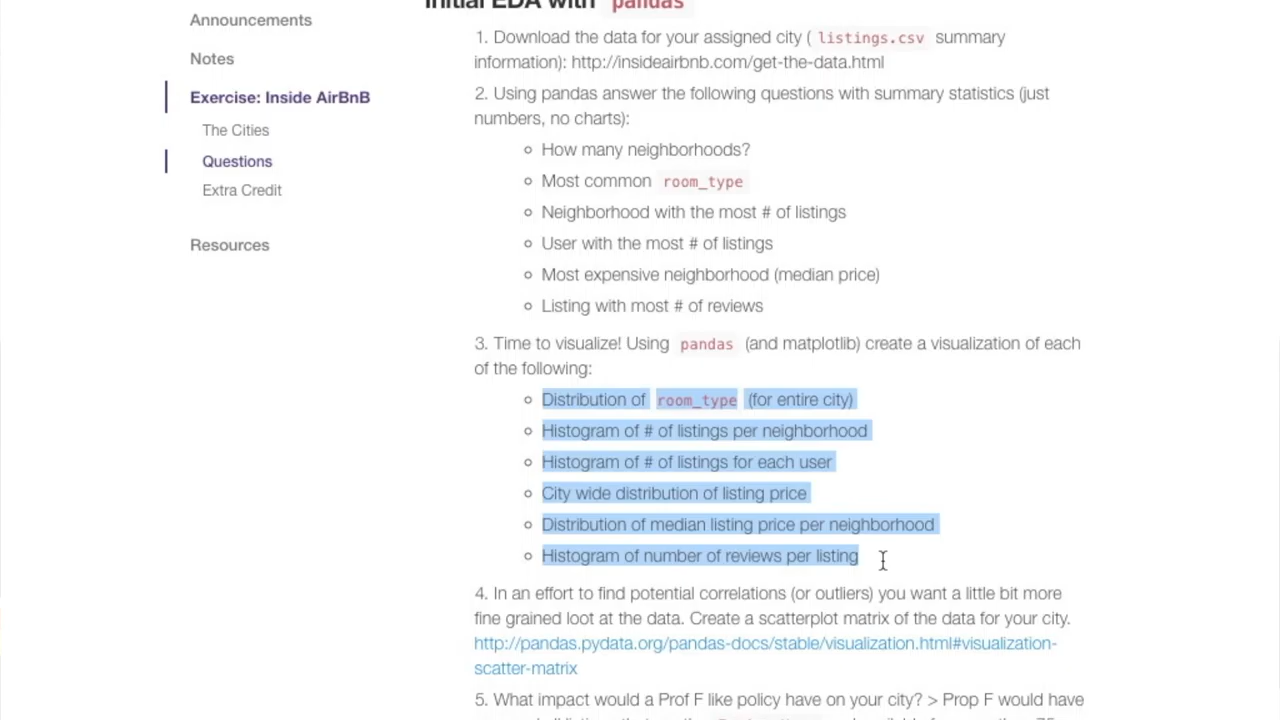 Initial EDA with pandas
Announcements
Notes
Exercise: Inside AirBnB
The Cities
Questions
Extra Credit
Resources
1. Download the data for your assigned city ( listings.csv summary
information): http://insideairbnb.com/get-the-data.html
2. Using pandas answer the following questions with summary statistics (just
numbers, no charts):
How many neighborhoods?
Most common room_type
Neighborhood with the most # of listings
User with the most # of listings
Most expensive neighborhood (median price)
Listing with most # of reviews
3. Time to visualize! Using pandas (and matplotlib) create a visualization of each
of the following:
Distribution of room_type (for entire city)
Histogram of # of listings per neighborhood
Histogram of # of listings for each user
City wide distribution of listing price
Distribution of median listing price per neighborhood
Histogram of number of reviews per listing
4. In an effort to find potential correlations (or outliers) you want a little bit more
fine grained loot at the data. Create a scatterplot matrix of the data for your city.
http://pandas.pydata.org/pandas-docs/stable/visualization.html#visualization-
scatter-matrix
5. What impact would a Prof F like policy have on your city? > Prop F would have